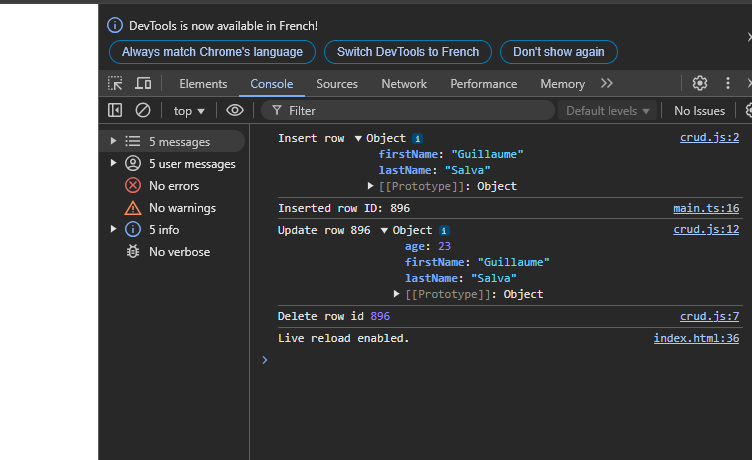 DevTools is now available in French!
Always match Chrome's language Switch DevTools to French Don't show again
Elements Console Sources Network Performance Memory
top Filter Default levels No Issues
5 messages
5 user messages
No errors
No warnings
5 info
No verbose
Insert row Object i crud.js:2
firstName: "Guillaume"
lastName: "Salva"
[[Prototype]]: Object
Inserted row ID: 896 main.ts:16
Update row 896 Object i crud.js:12
age: 23
firstName: "Guillaume"
lastName: "Salva"
[[Prototype]]: Object
Delete row id 896 crud.js:7
Live reload enabled. index.html:36